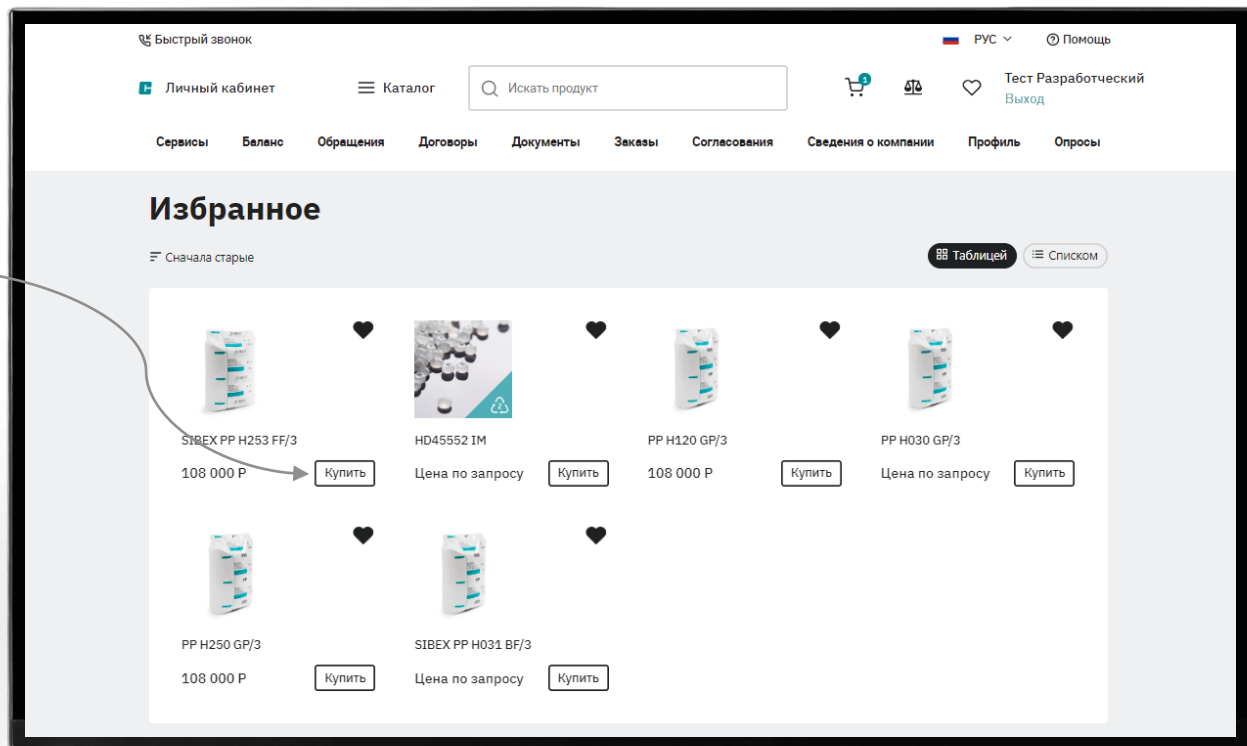 Быстрый звонок
РУС
Помощь
Личный кабинет
Каталог
Искать продукт
1
Тест Разработческий
Выход
Сервисы Баланс Обращения Договоры Документы Заказы Согласования Сведения о компании Профиль Опросы
Избранное
Сначала старые
Таблицей
Списком
SIBEX PP H253 FF/3
108 000 Р
Купить
HD45552 IM
Цена по запросу
Купить
PP H120 GP/3
108 000 Р
Купить
PP H030 GP/3
Цена по запросу
Купить
PP H250 GP/3
108 000 Р
Купить
SIBEX PP H031 BF/3
Цена по запросу
Купить